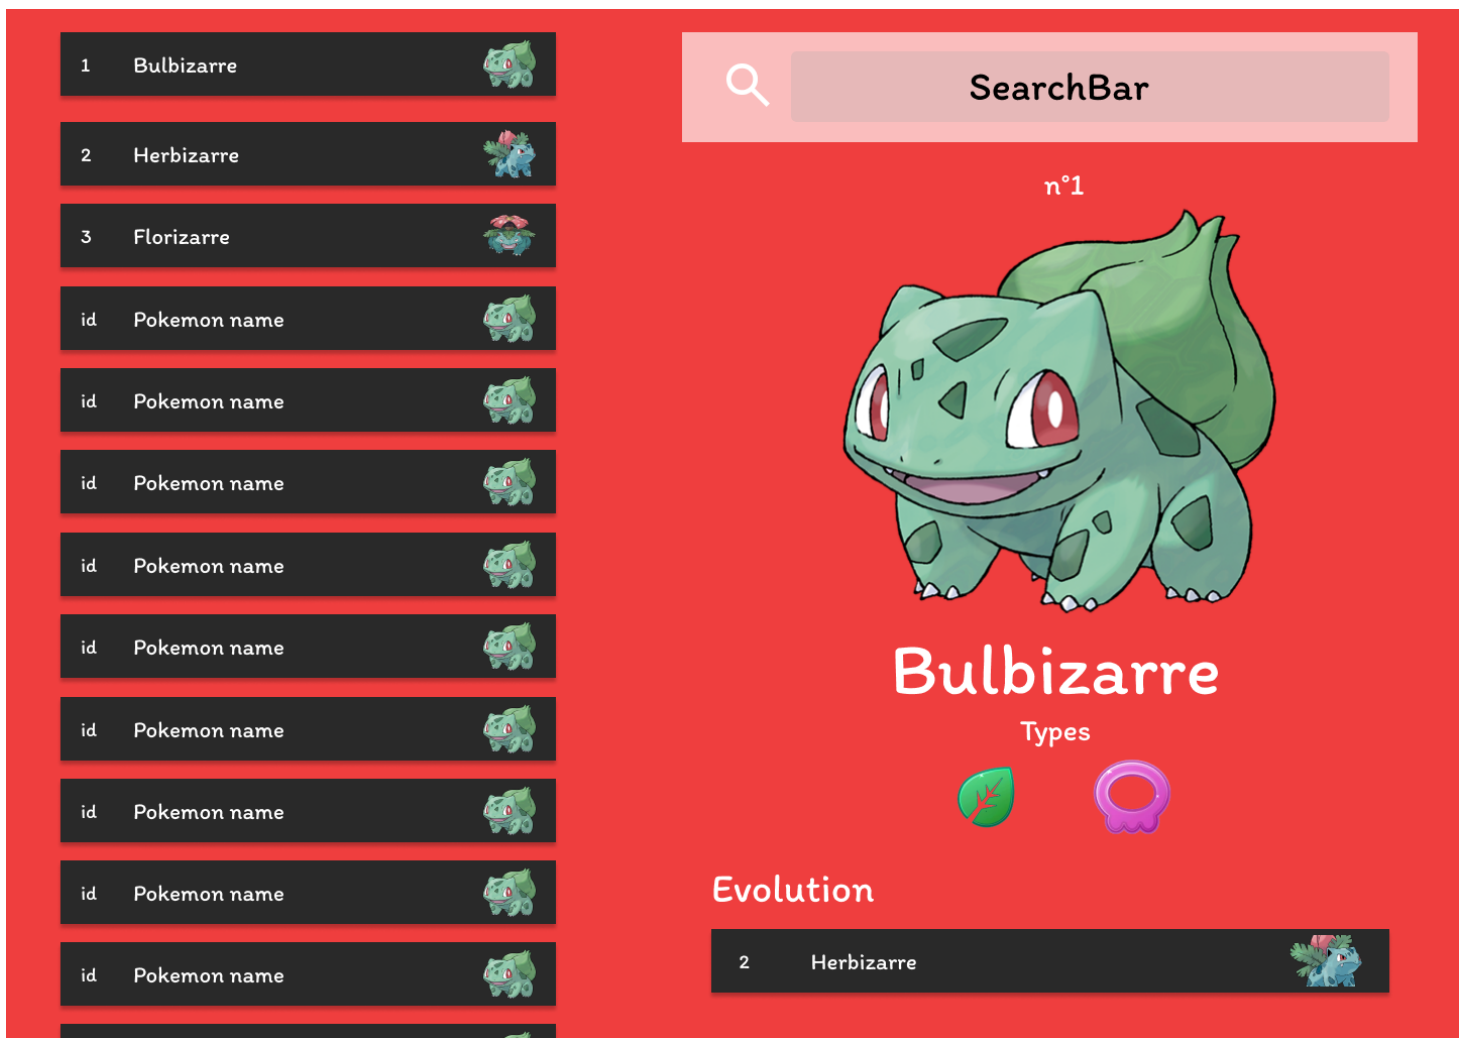 1 Bulbizarre
2 Herbizarre
3 Florizarre
id Pokemon name
id Pokemon name
id Pokemon name
id Pokemon name
id Pokemon name
id Pokemon name
id Pokemon name
id Pokemon name
id Pokemon name
SearchBar
n°1
Bulbizarre
Types
Evolution
2 Herbizarre